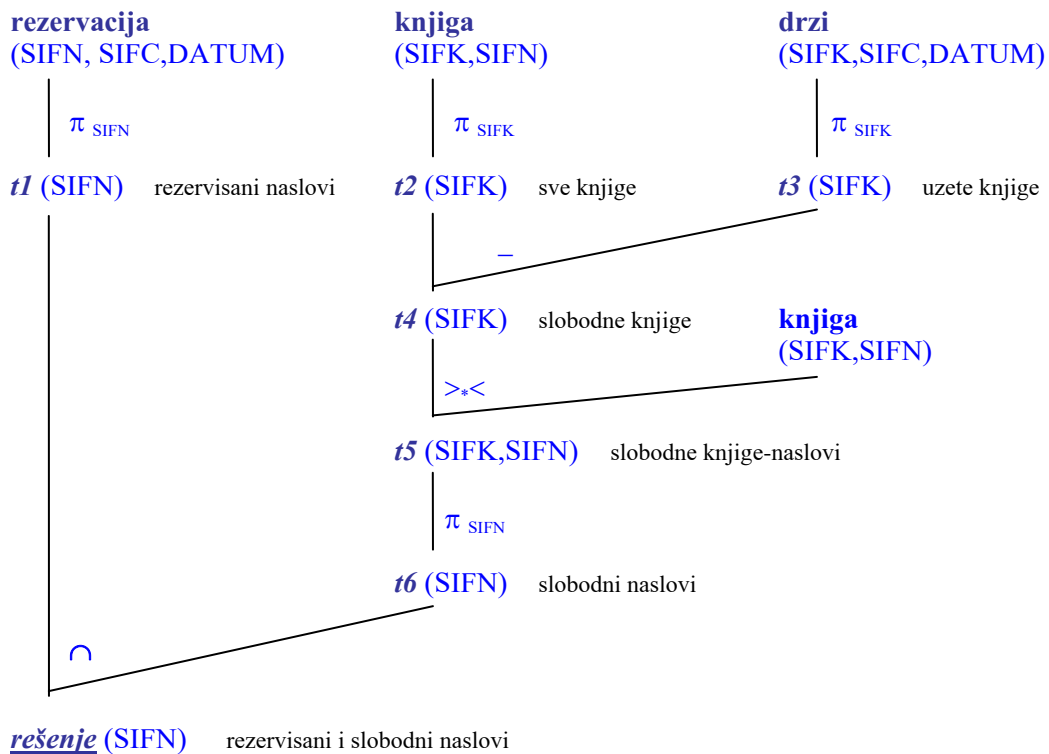 rezervacija knjiga drzi
(SIFN, SIFC,DATUM) (SIFK,SIFN) (SIFK,SIFC,DATUM)
π SIFN π SIFK π SIFK
t1 (SIFN) rezervisani naslovi t2 (SIFK) sve knjige t3 (SIFK) uzete knjige
–
t4 (SIFK) slobodne knjige knjiga
(SIFK,SIFN)
>*<
t5 (SIFK,SIFN) slobodne knjige-naslovi
π SIFN
t6 (SIFN) slobodni naslovi
∩
rešenje (SIFN) rezervisani i slobodni naslovi